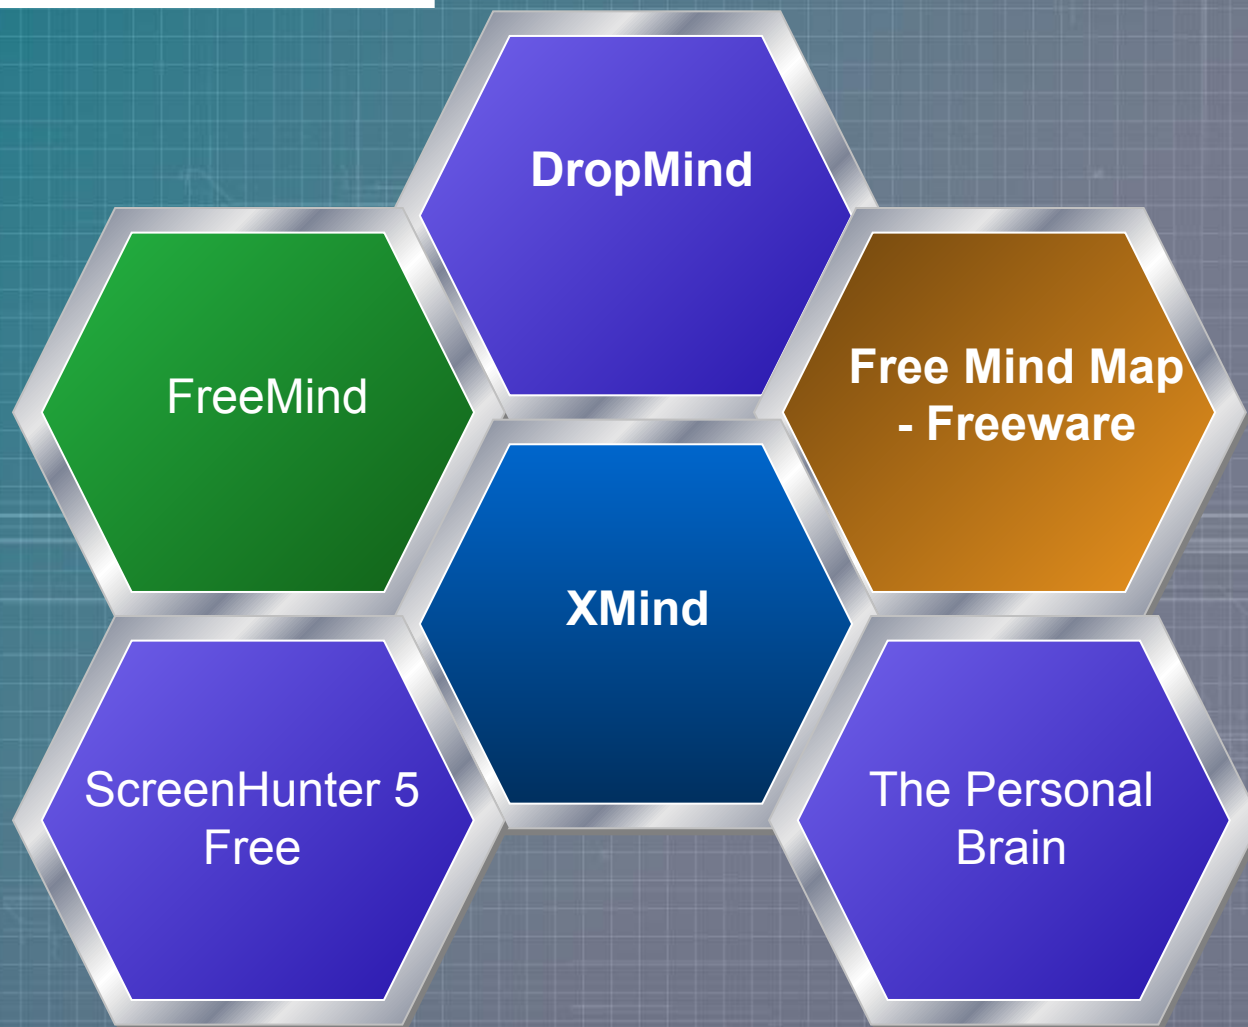 DropMind
FreeMind
Free Mind Map
- Freeware
XMind
ScreenHunter 5
Free
The Personal
Brain